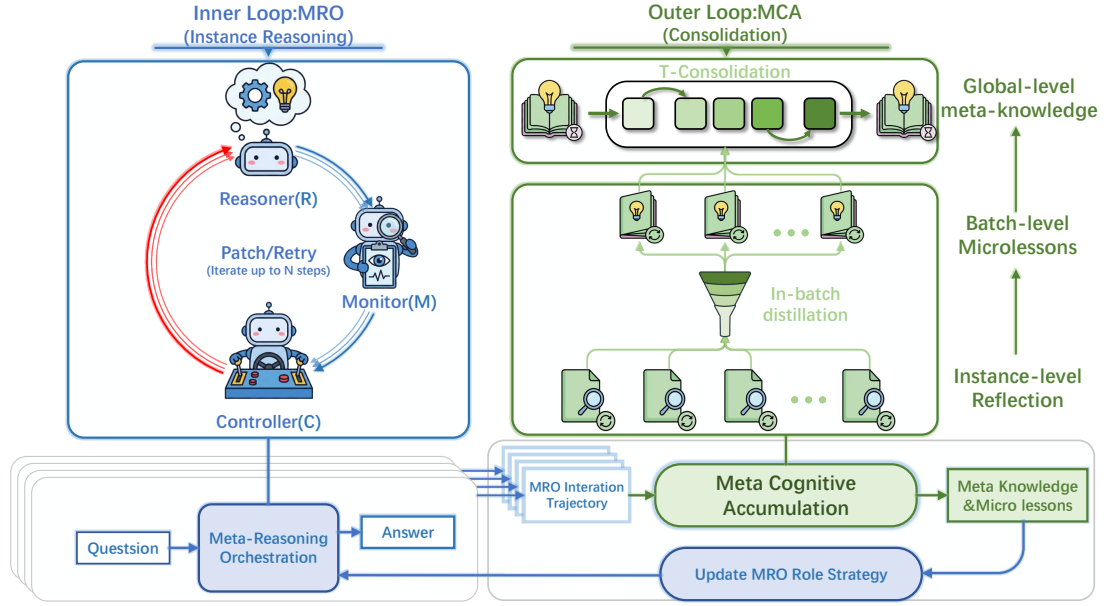 Inner Loop:MRO
(Instance Reasoning)
Reasoner(R)
Patch/Retry
(Iterate up to N steps)
Monitor(M)
Controller(C)
Outer Loop:MCA
(Consolidation)
T-Consolidation
Global-level
meta-knowledge
Batch-level
Microlessons
In-batch
distillation
Instance-level
Reflection
Questsion
Meta-Reasoning
Orchestration
Answer
MRO Interation
Trajectory
Meta Cognitive
Accumulation
Meta Knowledge
&Micro lessons
Update MRO Role Strategy